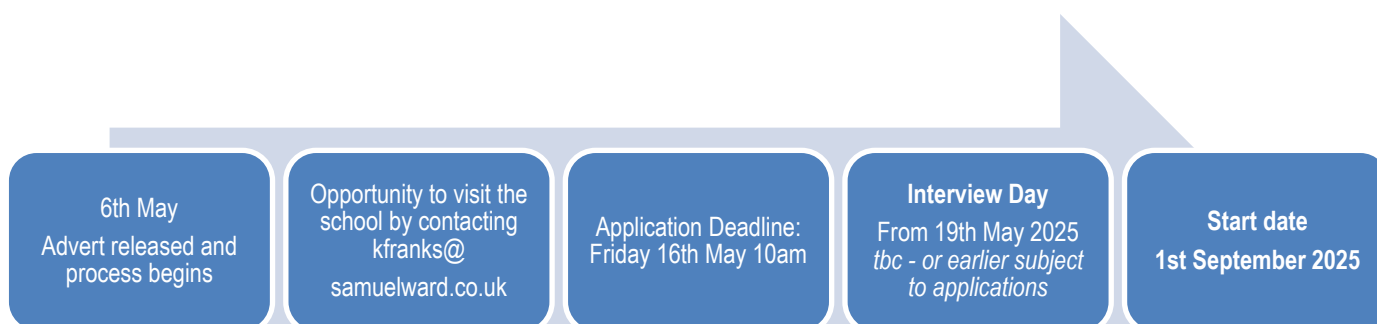 6th May
Advert released and
process begins
Opportunity to visit the
school by contacting
kfranks@
samuelward.co.uk
Application Deadline:
Friday 16th May 10am
Interview Day
From 19th May 2025
tbc - or earlier subject
to applications
Start date
1st September 2025